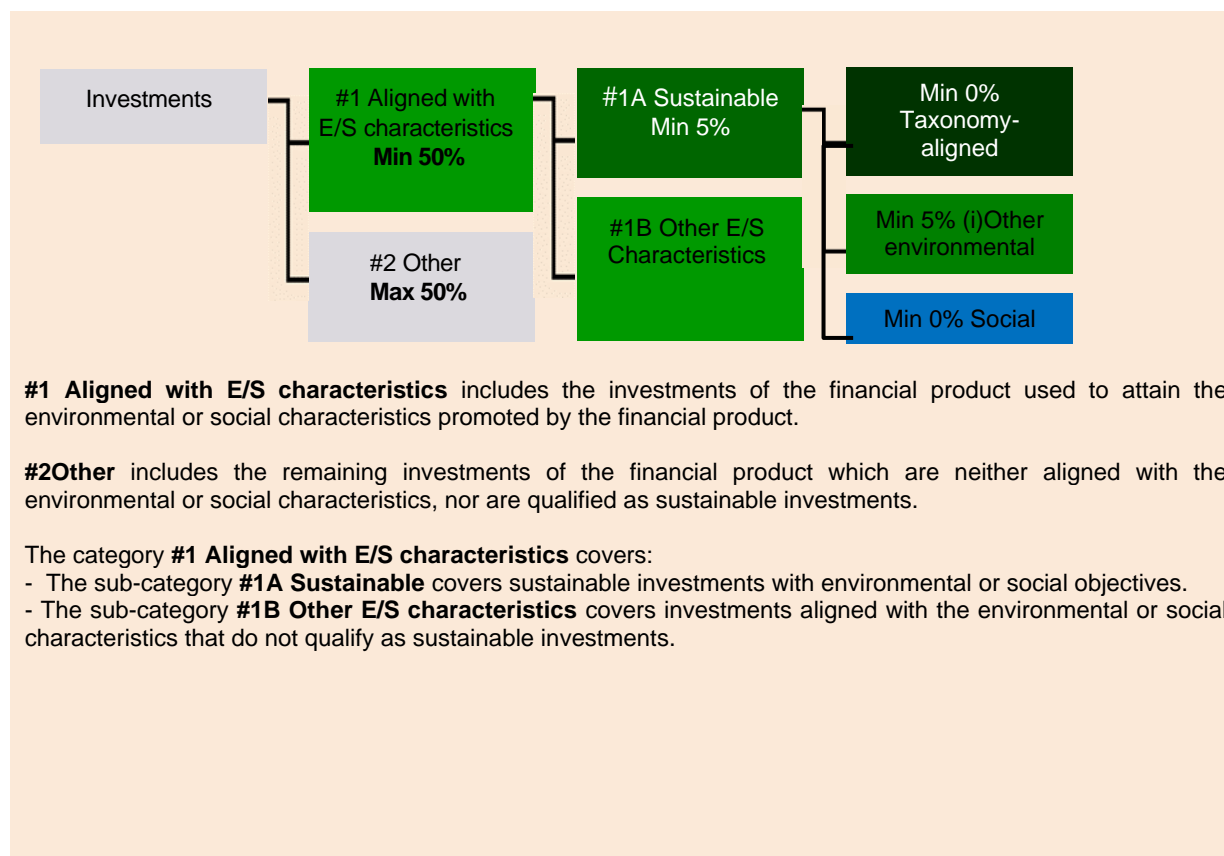 Investments
#1 Aligned with
E/S characteristics
Min 50%
#2 Other
Max 50%
#1A Sustainable
Min 5%
#1B Other E/S
Characteristics
Min 0%
Taxonomy-
aligned
Min 5% (i)Other
environmental
Min 0% Social
#1 Aligned with E/S characteristics includes the investments of the financial product used to attain the
environmental or social characteristics promoted by the financial product.
#2Other includes the remaining investments of the financial product which are neither aligned with the
environmental or social characteristics, nor are qualified as sustainable investments.
The category #1 Aligned with E/S characteristics covers:
- The sub-category #1A Sustainable covers sustainable investments with environmental or social objectives.
- The sub-category #1B Other E/S characteristics covers investments aligned with the environmental or social
characteristics that do not qualify as sustainable investments.